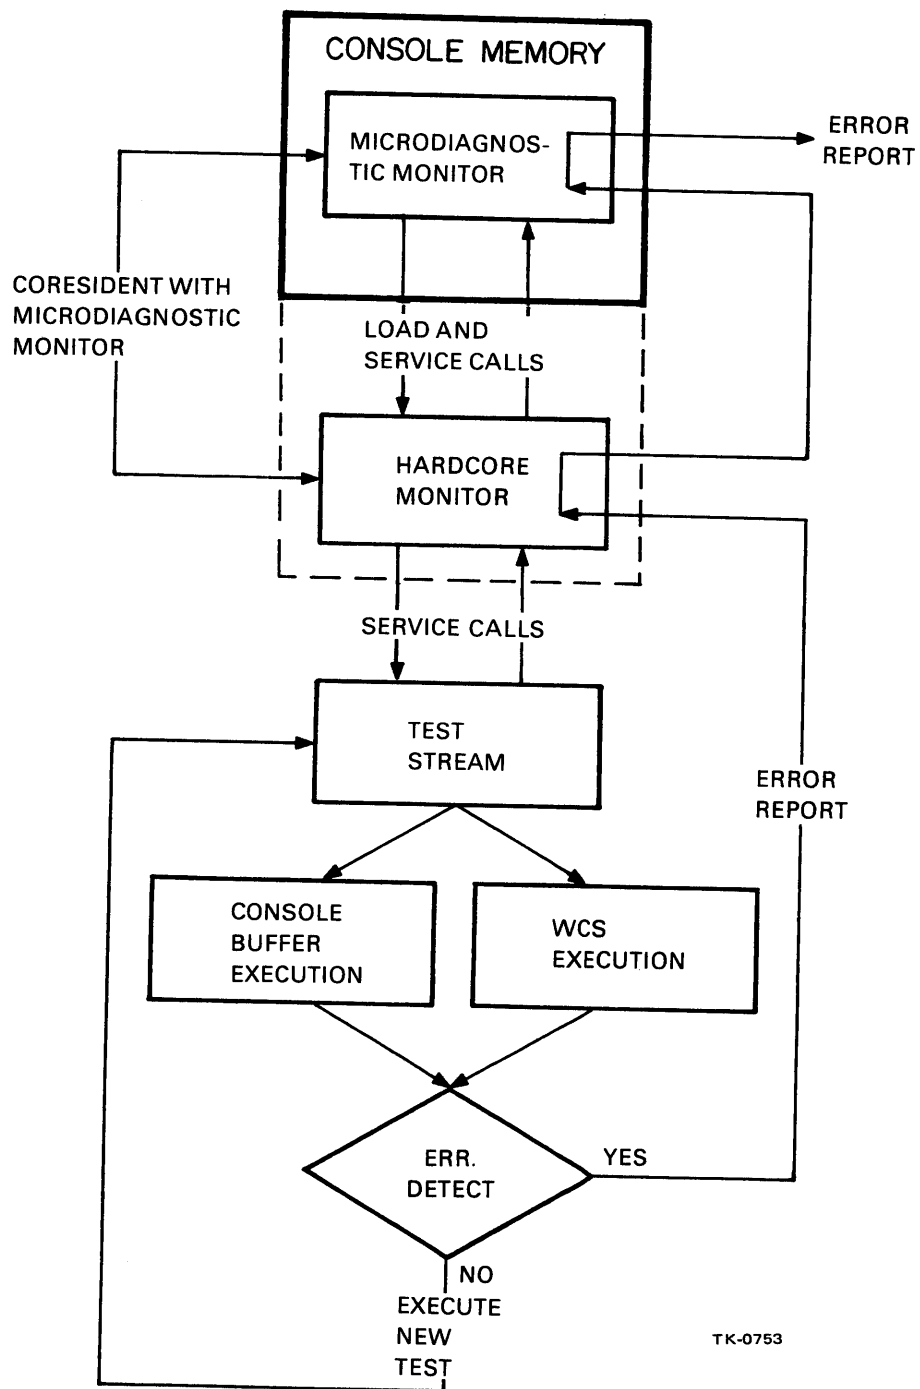 CONSOLE MEMORY
MICRODIAGNOS-
TIC MONITOR
ERROR
REPORT
CORESIDENT WITH
MICRODIAGNOSTIC
MONITOR
LOAD AND
SERVICE CALLS
HARDCORE
MONITOR
SERVICE CALLS
TEST
STREAM
ERROR
REPORT
CONSOLE
BUFFER
EXECUTION
WCS
EXECUTION
ERR.
DETECT
YES
NO
EXECUTE
NEW
TEST
TK-0753